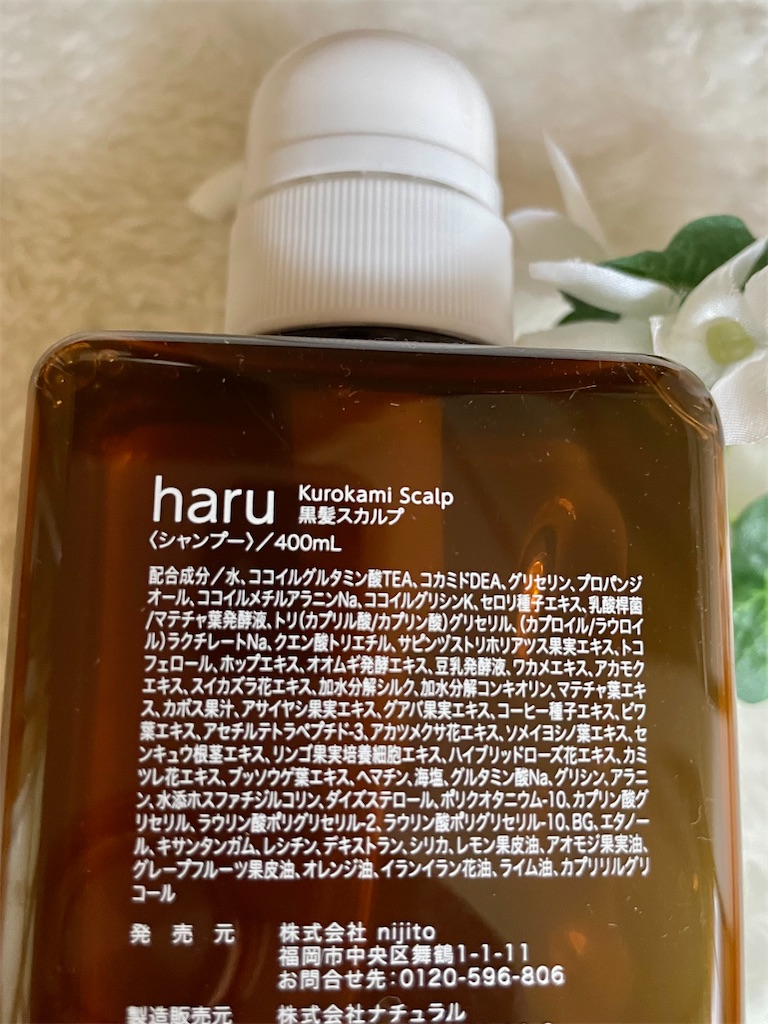 haru Kurokami Scalp
黒髪スカルプ
〈シャンプー〉／400mL
配合成分／水、ココイルグルタミン酸TEA、コカミドDEA、グリセリン、プロパンジ
オール、ココイルメチルアラニンNa、ココイルグリシンK、セロリ種子エキス、乳酸桿菌
/マテチャ葉発酵液、トリ(カプリル酸/カプリン酸)グリセリル、(カプロイル/ラウロイ
ル)ラクチレートNa、クエン酸トリエチル、サピンヅストリホリアツス果実エキス、トコ
フェロール、ホップエキス、オオムギ発酵エキス、豆乳発酵液、ワカメエキス、アカモク
エキス、スイカズラ花エキス、加水分解シルク、加水分解コンキオリン、マテチャ葉エキ
ス、カボス果汁、アサイヤシ果実エキス、グアバ果実エキス、コーヒー種子エキス、ビワ
葉エキス、アセチルテトラペプチド-3、アカツメクサ花エキス、ソメイヨシノ葉エキス、セ
ンキュウ根茎エキス、リンゴ果実培養細胞エキス、ハイブリッドローズ花エキス、カミ
ツレ花エキス、ブッソウゲ葉エキス、ヘマチン、海塩、グルタミン酸Na、グリシン、アラニ
ン、水添ホスファチジルコリン、ダイズステロール、ポリクオタニウム-10、カプリン酸グ
リセリル、ラウリン酸ポリグリセリル-2、ラウリン酸ポリグリセリル-10、BG、エタノー
ル、キサンタンガム、レシチン、デキストラン、シリカ、レモン果皮油、アオモジ果実油、
グレープフルーツ果皮油、オレンジ油、イランイラン花油、ライム油、カプリリルグリ
コール
発売元 株式会社 nijito
福岡市中央区舞鶴1-1-11
お問合せ先：0120-596-806
製造販売元 株式会社ナチュラル